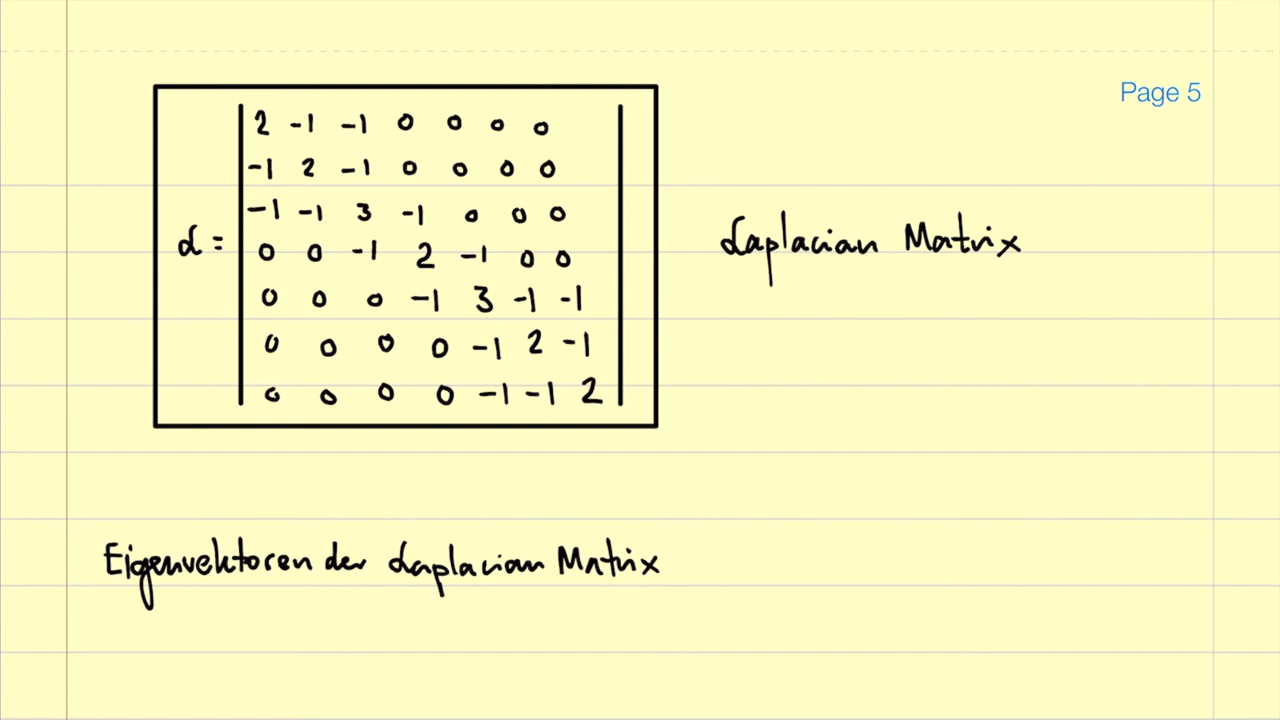 Page 5
2 -1 -1 0 0 0 0
-1 2 -1 0 0 0 0
-1 -1 3 -1 0 0 0
L = 0 0 -1 2 -1 0 0
Laplacian Matrix
0 0 0 -1 3 -1 -1
0 0 0 0 -1 2 -1
0 0 0 0 -1 -1 2
Eigenvektoren der Laplacian Matrix